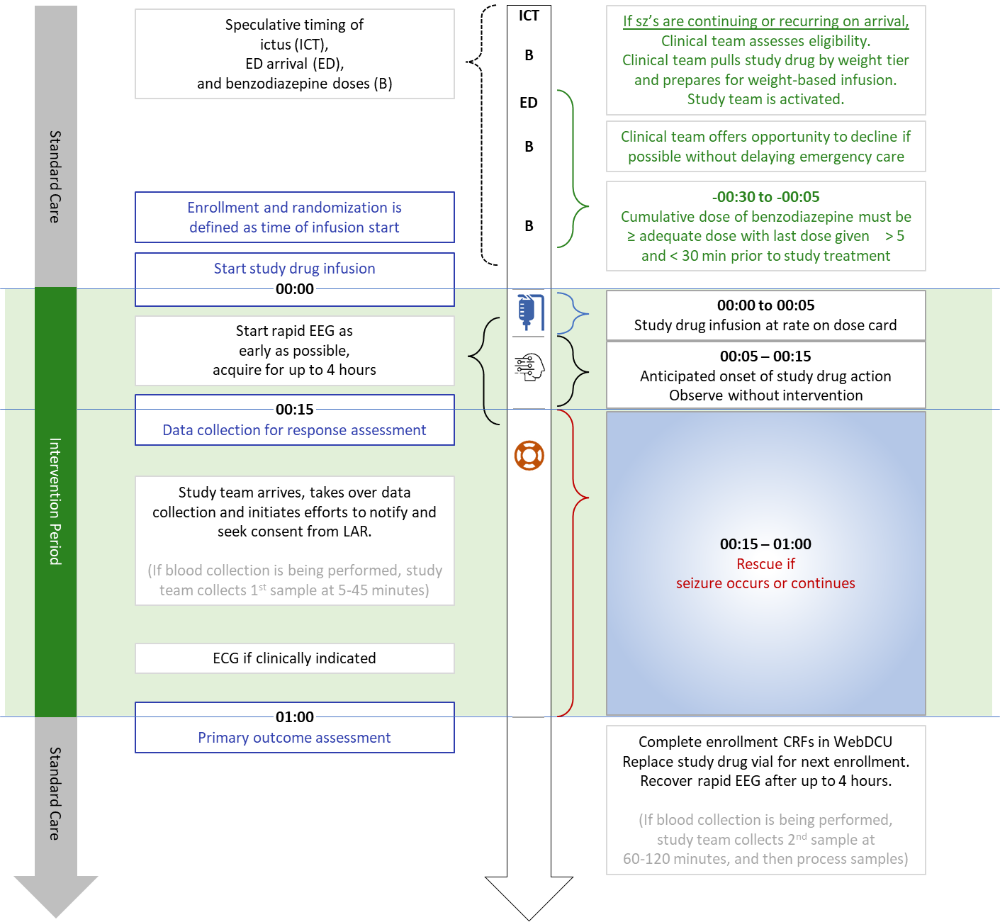 Standard Care
Intervention Period
Standard Care
Speculative timing of
ictus (ICT),
ED arrival (ED),
and benzodiazepine doses (B)
Enrollment and randomization is
defined as time of infusion start
Start study drug infusion
00:00
Start rapid EEG as
early as possible,
acquire for up to 4 hours
00:15
Data collection for response assessment
Study team arrives, takes over data
collection and initiates efforts to notify and
seek consent from LAR.
(If blood collection is being performed, study
team collects 1st sample at 5-45 minutes)
ECG if clinically indicated
01:00
Primary outcome assessment
ICT
B
ED
B
B
If sz's are continuing or recurring on arrival,
Clinical team assesses eligibility.
Clinical team pulls study drug by weight tier
and prepares for weight-based infusion.
Study team is activated.
Clinical team offers opportunity to decline if
possible without delaying emergency care
-00:30 to -00:05
Cumulative dose of benzodiazepine must be
≥ adequate dose with last dose given > 5
and < 30 min prior to study treatment
00:00 to 00:05
Study drug infusion at rate on dose card
00:05 – 00:15
Anticipated onset of study drug action
Observe without intervention
00:15 – 01:00
Rescue if
seizure occurs or continues
Complete enrollment CRFs in WebDCU
Replace study drug vial for next enrollment.
Recover rapid EEG after up to 4 hours.
(If blood collection is being performed,
study team collects 2nd sample at
60-120 minutes, and then process samples)